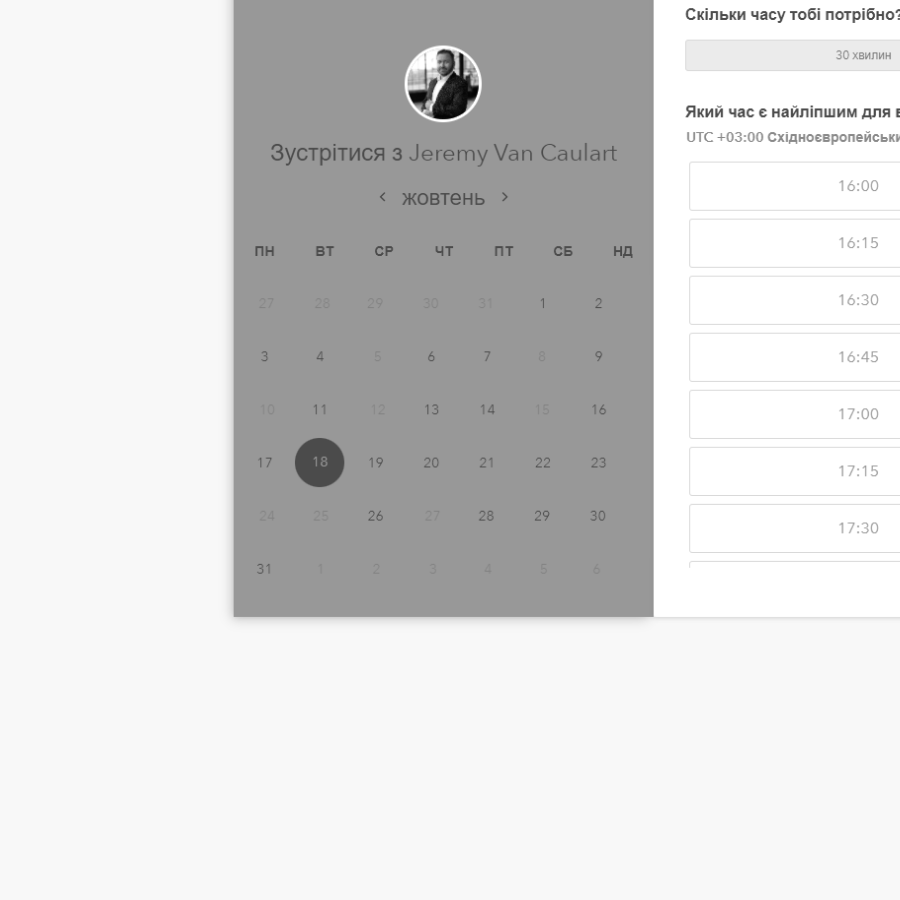 Зустрітися з Jeremy Van Caulart
жовтень
ПН ВТ СР ЧТ ПТ СБ НД
27 28 29 30 31 1 2
3 4 5 6 7 8 9
10 11 12 13 14 15 16
17 18 19 20 21 22 23
24 25 26 27 28 29 30
31 1 2 3 4 5 6
Скільки часу тобі потрібно?
30 хвилин
Який час є найліпшим для
UTC +03:00 Східноєвропейськи
16:00
16:15
16:30
16:45
17:00
17:15
17:30